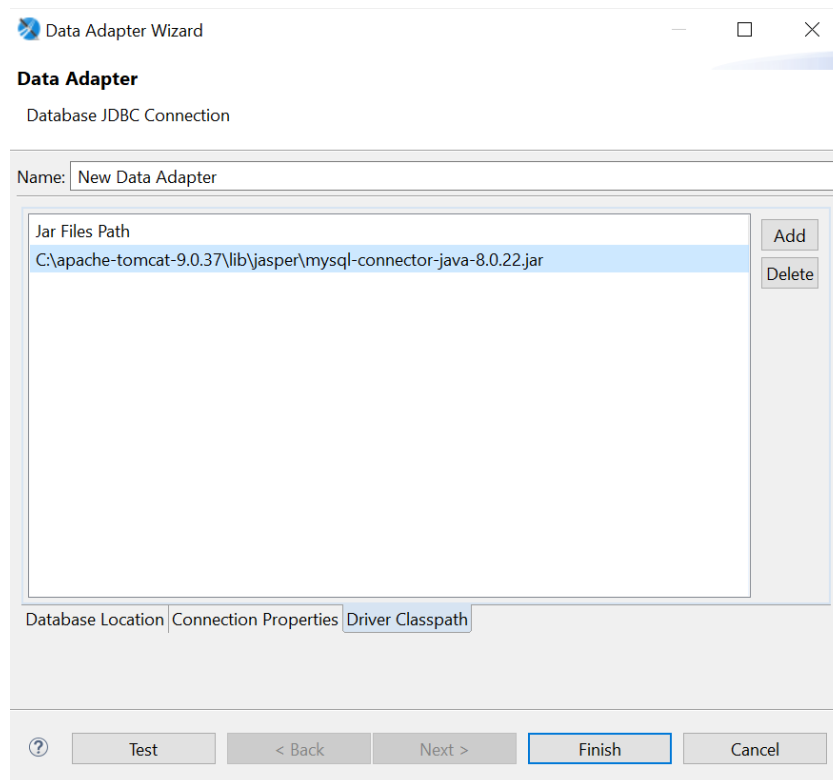 Data Adapter Wizard
Data Adapter
Database JDBC Connection
Name: New Data Adapter
Jar Files Path
C:\apache-tomcat-9.0.37\lib\jasper\mysql-connector-java-8.0.22.jar
Add
Delete
Database Location Connection Properties Driver Classpath
? Test < Back Next > Finish Cancel